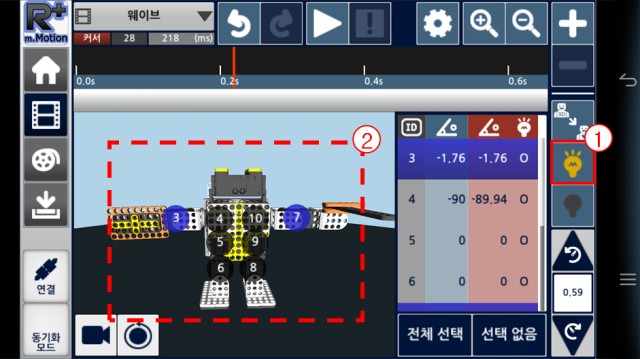 R+
m.Motion
웨이브
커서 28 218 (ms)
0.0s 0.2s 0.4s 0.6s
1
2
ID
3 -1.76 -1.76 O
4 -90 -89.94 O
5 0 0 O
6 0 0 O
3 4 10 7
5 9
6 8
연결
동기화
모드
전체 선택 선택 없음
0.59
3D